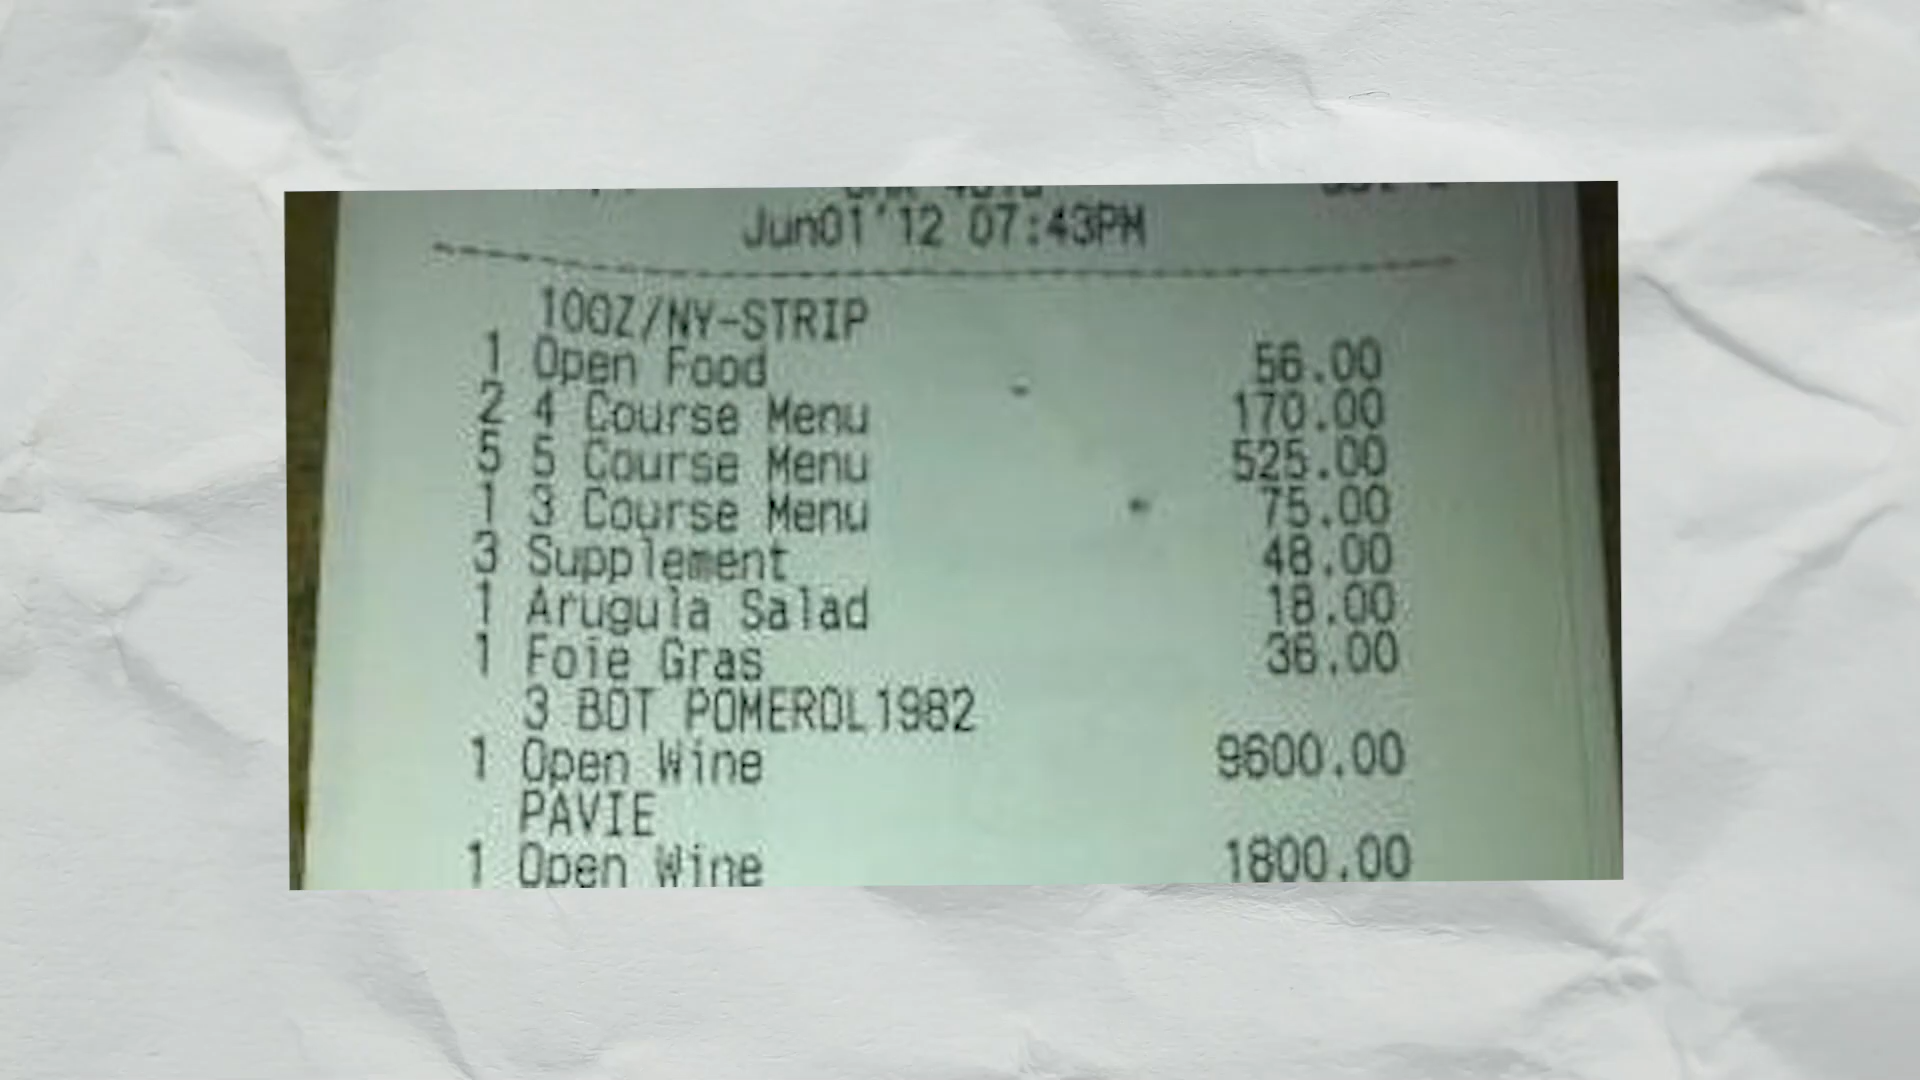 Jun01'12 07:43PM
10OZ/NY-STRIP
1 Open Food 56.00
2 4 Course Menu 170.00
5 5 Course Menu 525.00
1 3 Course Menu 75.00
3 Supplement 48.00
1 Arugula Salad 18.00
1 Foie Gras 36.00
3 BOT POMEROL1982
1 Open Wine 9600.00
PAVIE
1 Open Wine 1800.00